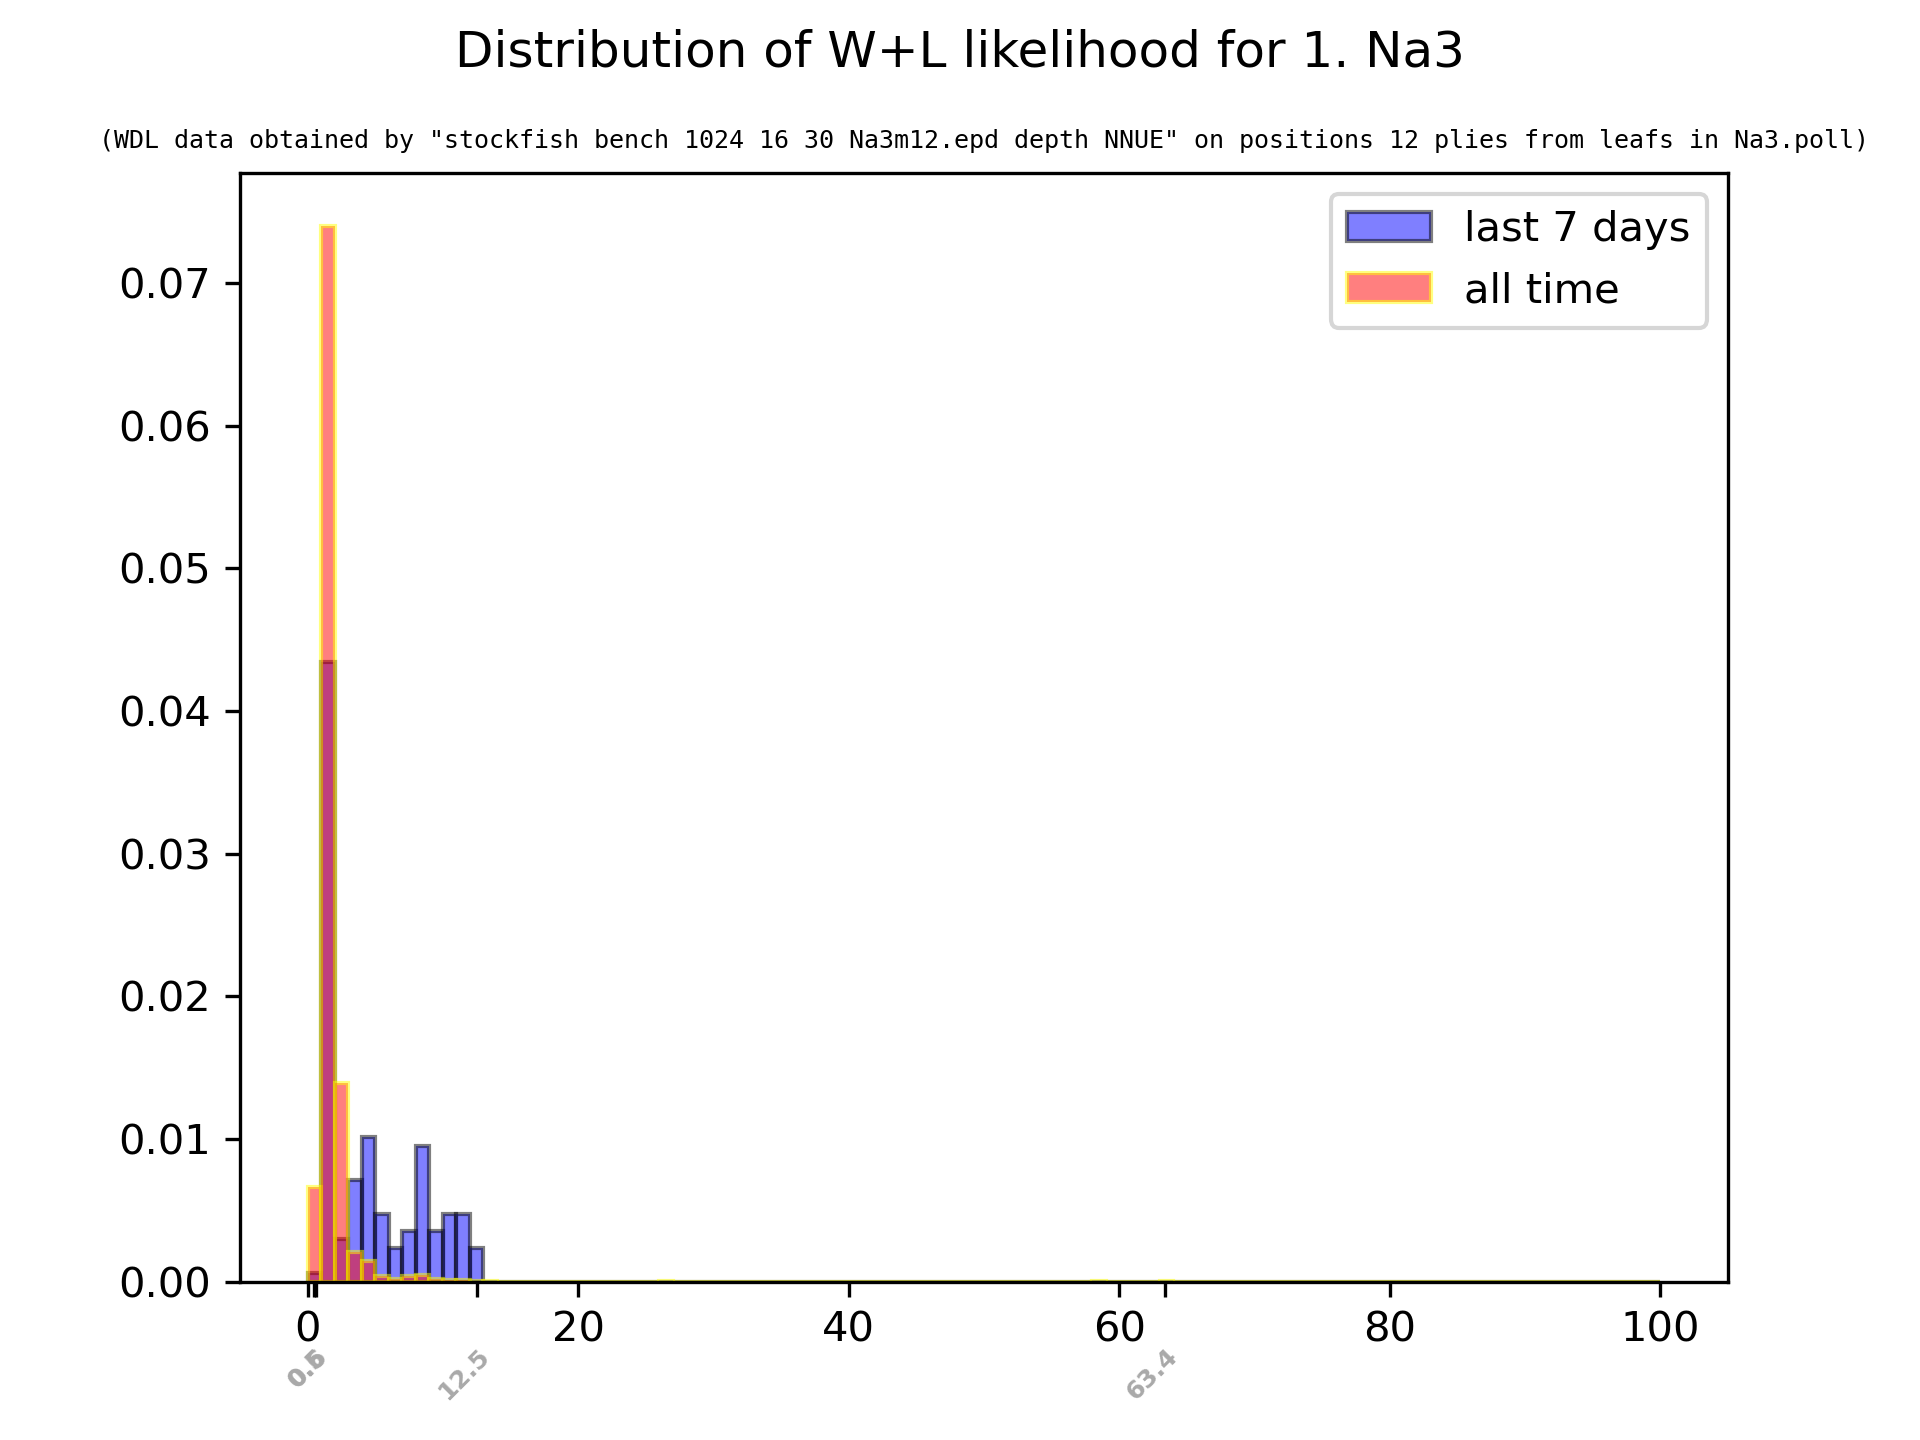 Distribution of W+L likelihood for 1. Na3
(WDL data obtained by "stockfish bench 1024 16 30 Na3m12.epd depth NNUE" on positions 12 plies from leafs in Na3.poll)
last 7 days
all time
0.07
0.06
0.05
0.04
0.03
0.02
0.01
0.00
0 20 40 60 80 100
12.5 63.4